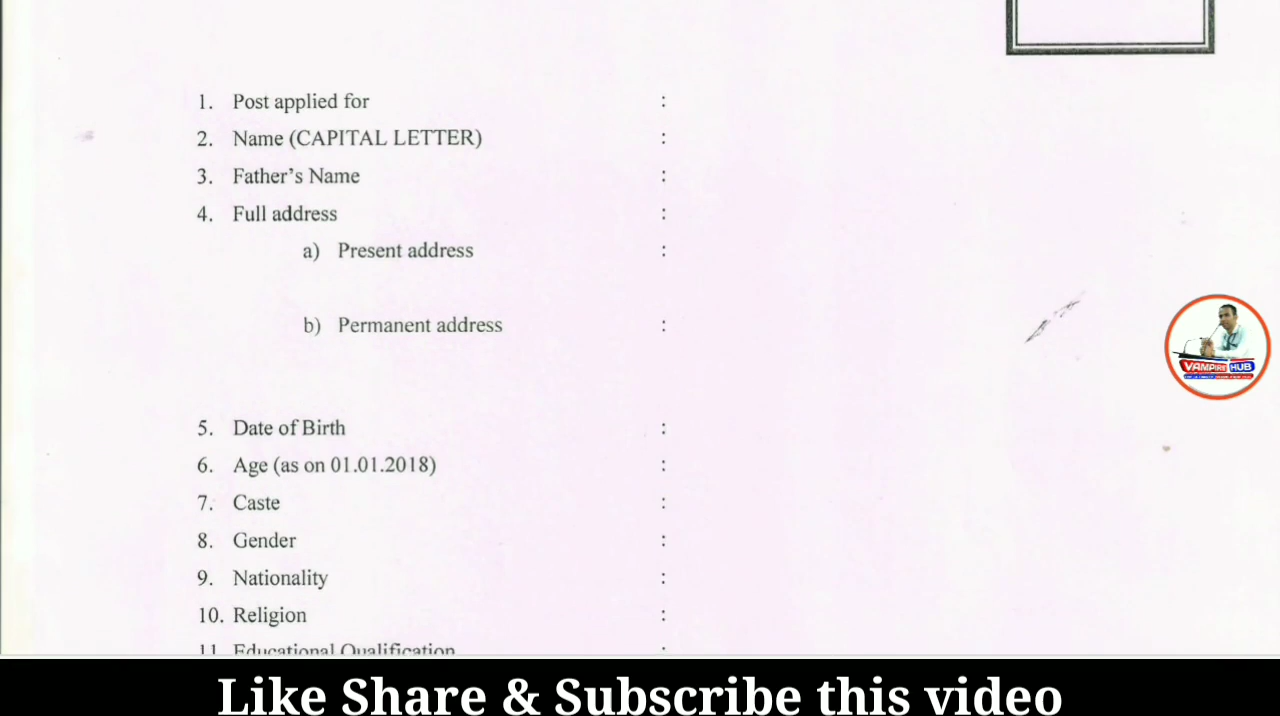 1. Post applied for :
2. Name (CAPITAL LETTER) :
3. Father's Name :
4. Full address :
a) Present address :
b) Permanent address :
5. Date of Birth :
6. Age (as on 01.01.2018) :
7. Caste :
8. Gender :
9. Nationality :
10. Religion :
11 Educational Qualification :
VAMPIRE HUB
Like Share & Subscribe this video